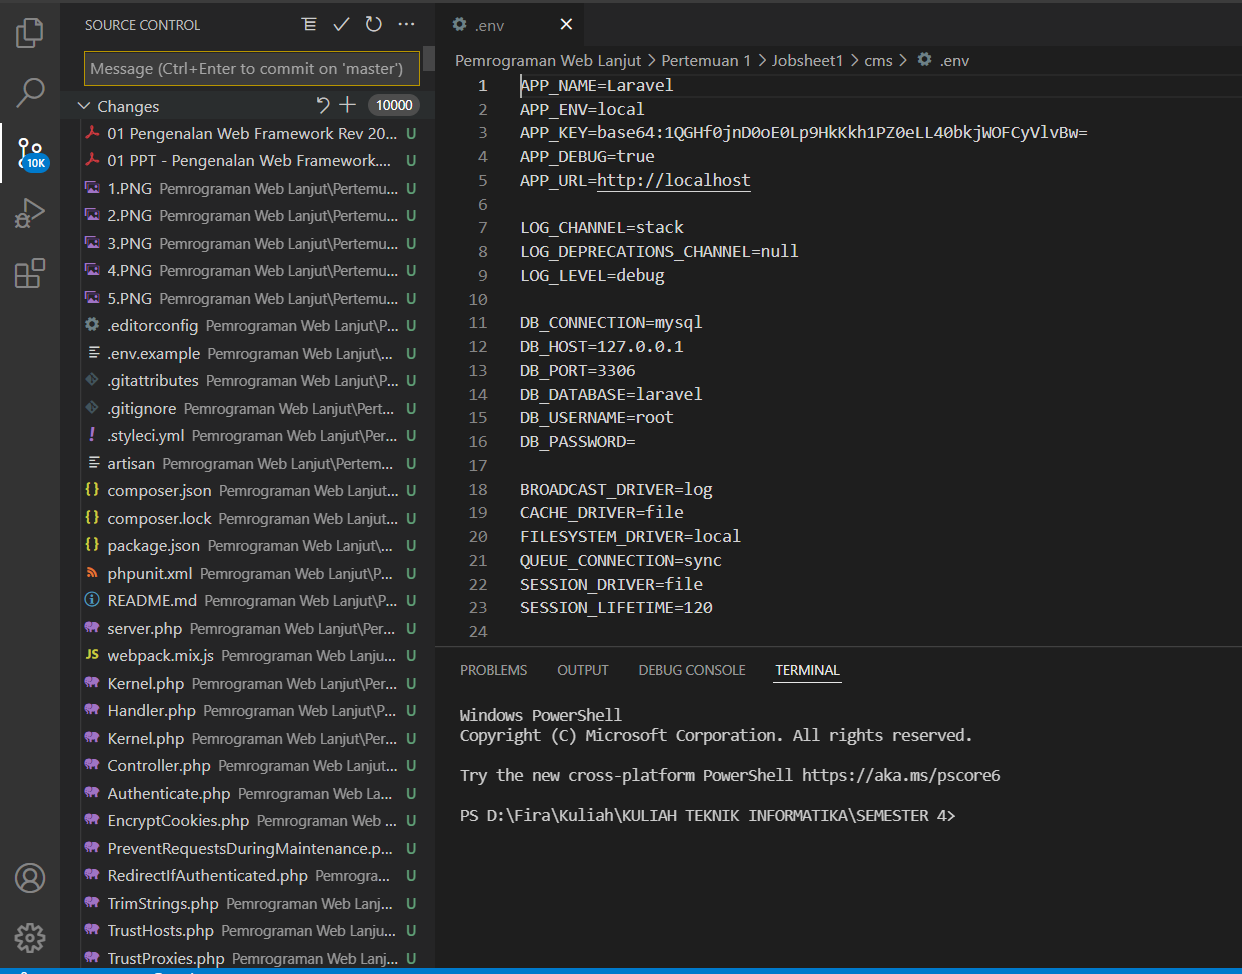 SOURCE CONTROL
Message (Ctrl+Enter to commit on 'master')
Changes 10000
10K
01 Pengenalan Web Framework Rev 20... U
01 PPT - Pengenalan Web Framework.... U
1.PNG Pemrograman Web Lanjut\Pertemu... U
2.PNG Pemrograman Web Lanjut\Pertemu... U
3.PNG Pemrograman Web Lanjut\Pertemu... U
4.PNG Pemrograman Web Lanjut\Pertemu... U
5.PNG Pemrograman Web Lanjut\Pertemu... U
.editorconfig Pemrograman Web Lanjut\P... U
.env.example Pemrograman Web Lanjut\... U
.gitattributes Pemrograman Web Lanjut\P... U
.gitignore Pemrograman Web Lanjut\Pert... U
.styleci.yml Pemrograman Web Lanjut\Per... U
artisan Pemrograman Web Lanjut\Pertem... U
composer.json Pemrograman Web Lanjut... U
composer.lock Pemrograman Web Lanjut... U
package.json Pemrograman Web Lanjut\... U
phpunit.xml Pemrograman Web Lanjut\P... U
README.md Pemrograman Web Lanjut\P... U
server.php Pemrograman Web Lanjut\Per... U
JS webpack.mix.js Pemrograman Web Lanju... U
Kernel.php Pemrograman Web Lanjut\Per... U
Handler.php Pemrograman Web Lanjut\P... U
Kernel.php Pemrograman Web Lanjut\Per... U
Controller.php Pemrograman Web Lanjut... U
Authenticate.php Pemrograman Web La... U
EncryptCookies.php Pemrograman Web ... U
PreventRequestsDuringMaintenance.p... U
RedirectIfAuthenticated.php Pemrogra... U
TrimStrings.php Pemrograman Web Lanj... U
TrustHosts.php Pemrograman Web Lanju... U
TrustProxies.php Pemrograman Web Lanj... U
.env
Pemrograman Web Lanjut > Pertemuan 1 > Jobsheet1 > cms > .env
1 APP_NAME=Laravel
2 APP_ENV=local
3 APP_KEY=base64:1QGHf0jnD0oE0Lp9HkKkh1PZ0eLL40bkjWOFCyVlvBw=
4 APP_DEBUG=true
5 APP_URL=http://localhost
6
7 LOG_CHANNEL=stack
8 LOG_DEPRECATIONS_CHANNEL=null
9 LOG_LEVEL=debug
10
11 DB_CONNECTION=mysql
12 DB_HOST=127.0.0.1
13 DB_PORT=3306
14 DB_DATABASE=laravel
15 DB_USERNAME=root
16 DB_PASSWORD=
17
18 BROADCAST_DRIVER=log
19 CACHE_DRIVER=file
20 FILESYSTEM_DRIVER=local
21 QUEUE_CONNECTION=sync
22 SESSION_DRIVER=file
23 SESSION_LIFETIME=120
24
PROBLEMS OUTPUT DEBUG CONSOLE TERMINAL
Windows PowerShell
Copyright (C) Microsoft Corporation. All rights reserved.
Try the new cross-platform PowerShell https://aka.ms/pscore6
PS D:\Fira\Kuliah\KULIAH TEKNIK INFORMATIKA\SEMESTER 4>